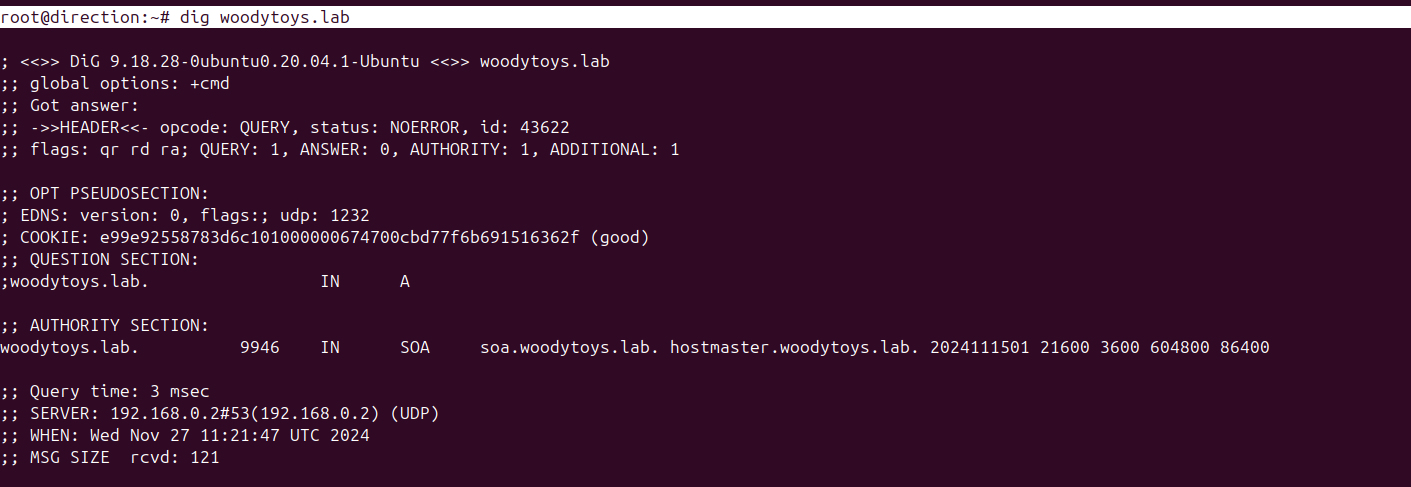 root@direction:~# dig woodytoys.lab
; <<>> DiG 9.18.28-0ubuntu0.20.04.1-Ubuntu <<>> woodytoys.lab
;; global options: +cmd
;; Got answer:
;; ->>HEADER<<- opcode: QUERY, status: NOERROR, id: 43622
;; flags: qr rd ra; QUERY: 1, ANSWER: 0, AUTHORITY: 1, ADDITIONAL: 1
;; OPT PSEUDOSECTION:
; EDNS: version: 0, flags:; udp: 1232
; COOKIE: e99e92558783d6c101000000674700cbd77f6b691516362f (good)
;; QUESTION SECTION:
;woodytoys.lab. IN A
;; AUTHORITY SECTION:
woodytoys.lab. 9946 IN SOA soa.woodytoys.lab. hostmaster.woodytoys.lab. 2024111501 21600 3600 604800 86400
;; Query time: 3 msec
;; SERVER: 192.168.0.2#53(192.168.0.2) (UDP)
;; WHEN: Wed Nov 27 11:21:47 UTC 2024
;; MSG SIZE  rcvd: 121